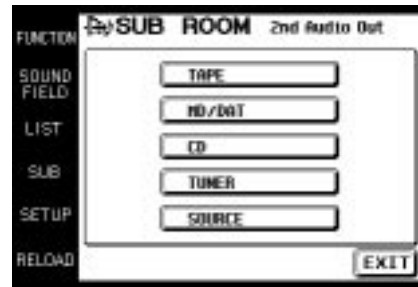 FUNCTION
SOUND
FIELD
LIST
SUB
SETUP
RELOAD
SUB ROOM 2nd Audio Out
TAPE
MD/DAT
CD
TUNER
SOURCE
EXIT